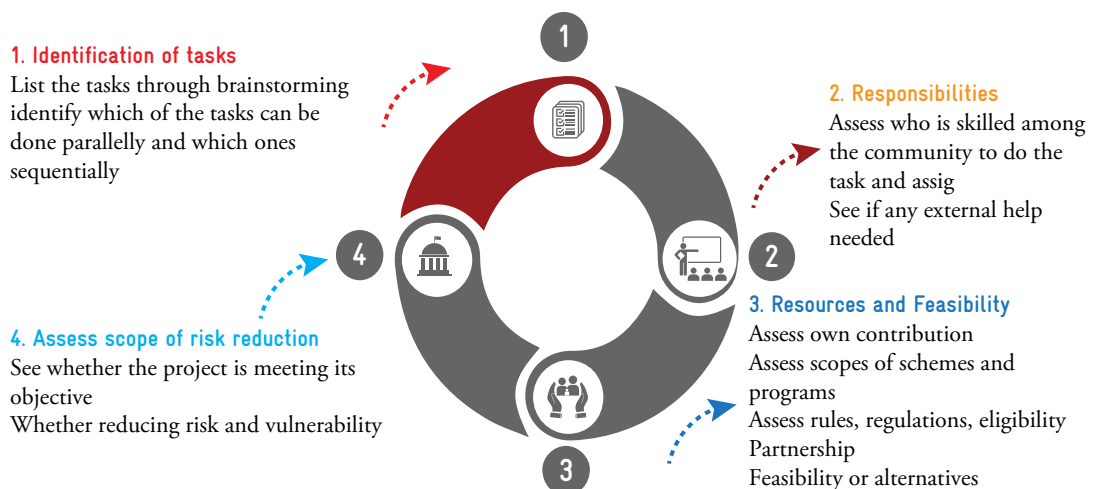 1
1. Identification of tasks
List the tasks through brainstorming
identify which of the tasks can be
done parallelly and which ones
sequentially
2. Responsibilities
Assess who is skilled among
the community to do the
task and assig
See if any external help
needed
2
3. Resources and Feasibility
Assess own contribution
Assess scopes of schemes and
programs
Assess rules, regulations, eligibility
Partnership
Feasibility or alternatives
3
4
4. Assess scope of risk reduction
See whether the project is meeting its
objective
Whether reducing risk and vulnerability